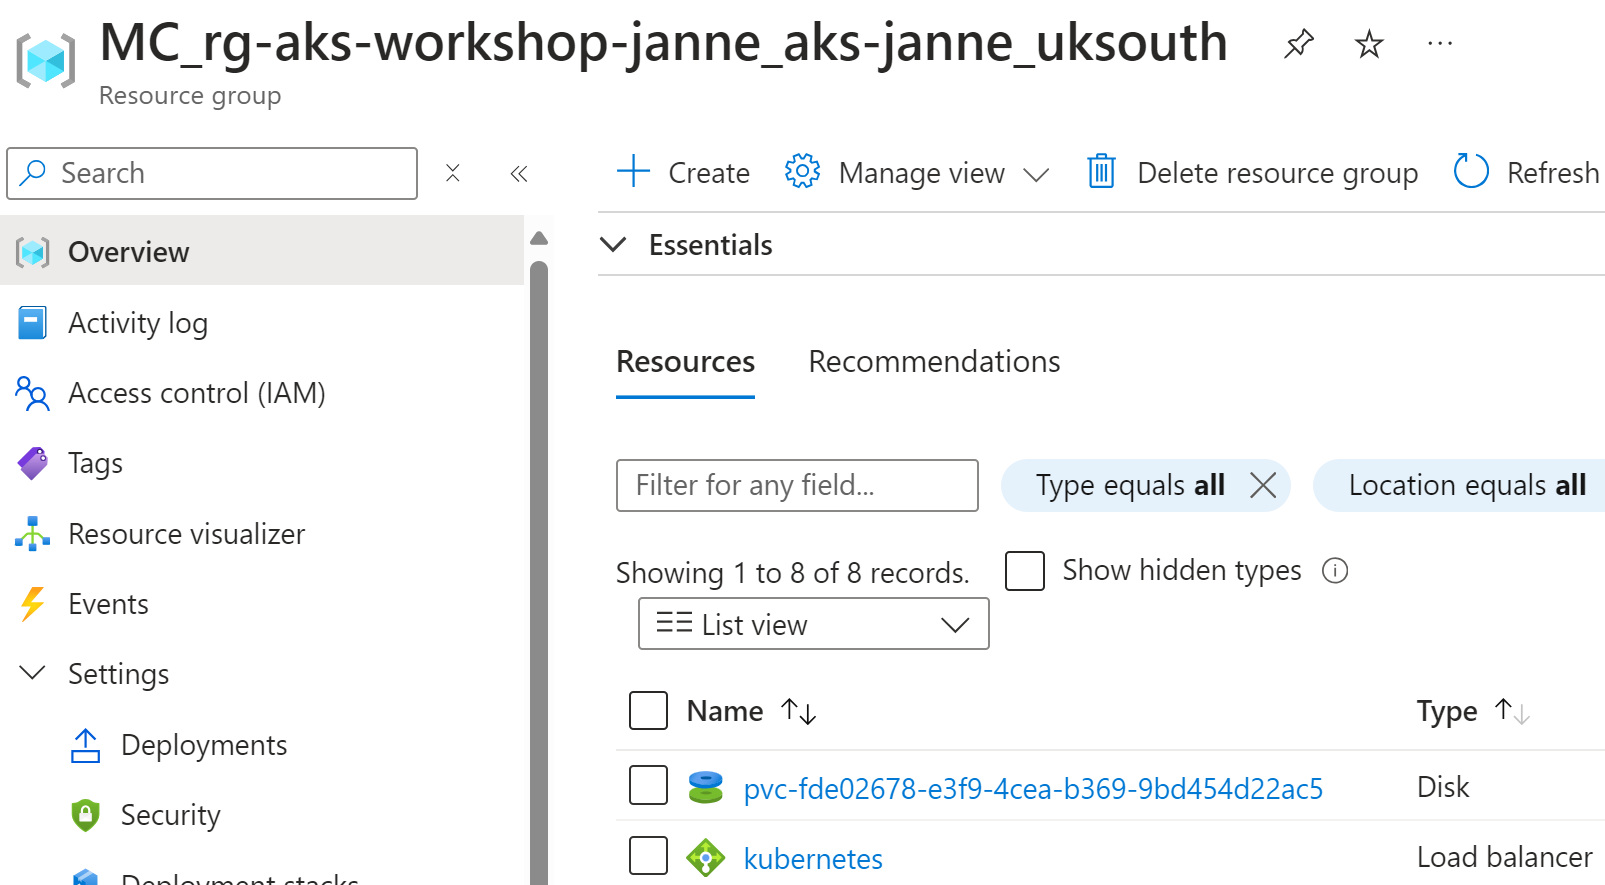 MC_rg-aks-workshop-janne_aks-janne_uksouth
Resource group
Search
Create
Manage view
Delete resource group
Refresh
Overview
Activity log
Access control (IAM)
Tags
Resource visualizer
Events
Settings
Deployments
Security
Deployment stacks
Essentials
Resources
Recommendations
Filter for any field...
Type equals all
Location equals all
Showing 1 to 8 of 8 records.
Show hidden types
List view
Name
Type
pvc-fde02678-e3f9-4cea-b369-9bd454d22ac5
Disk
kubernetes
Load balancer